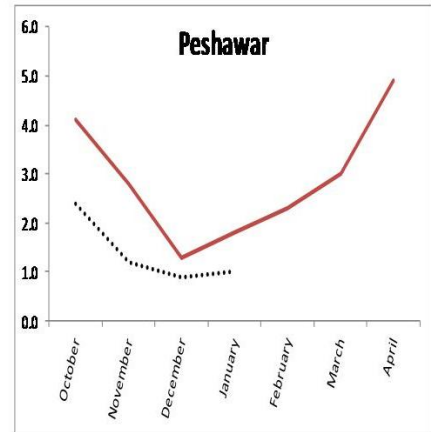 Peshawar
6.0
5.0
4.0
3.0
2.0
1.0
0.0
October
November
December
January
February
March
April